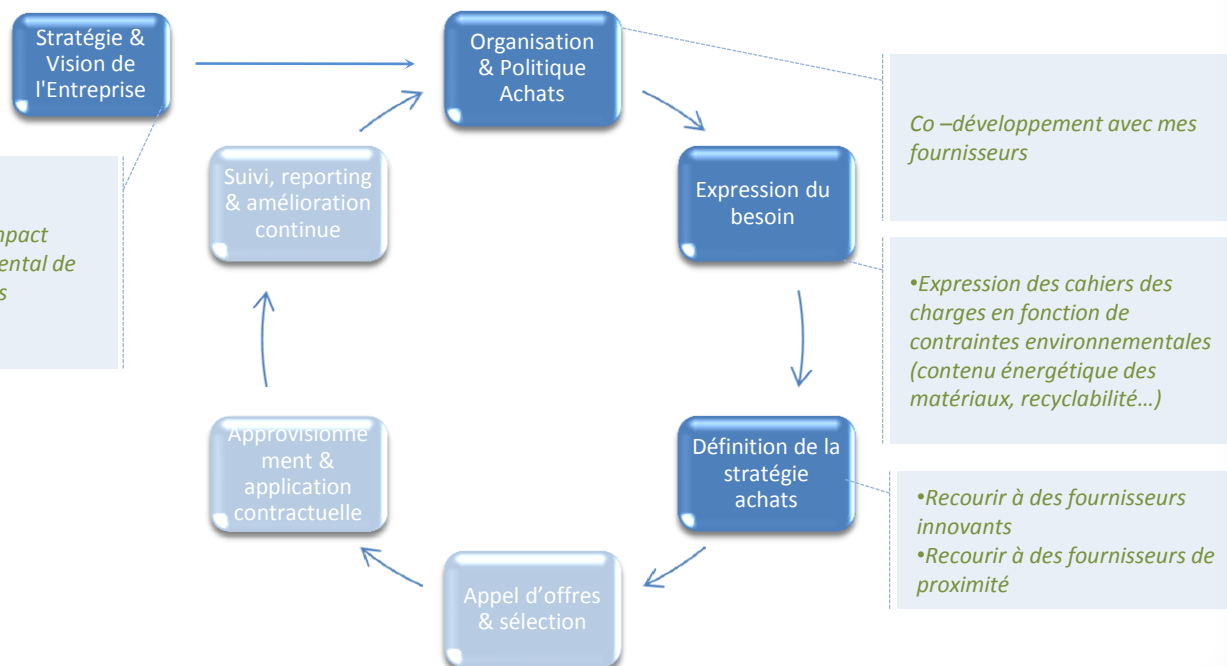 Stratégie &
Vision de
l'Entreprise
Organisation
& Politique
Achats
Co –développement avec mes
fournisseurs
Suivi, reporting
& amélioration
continue
Expression du
besoin
•Expression des cahiers des
charges en fonction de
contraintes environnementales
(contenu énergétique des
matériaux, recyclabilité…)
Approvisionne
ment &
application
contractuelle
Définition de la
stratégie
achats
•Recourir à des fournisseurs
innovants
•Recourir à des fournisseurs de
proximité
Appel d’offres
& sélection
de